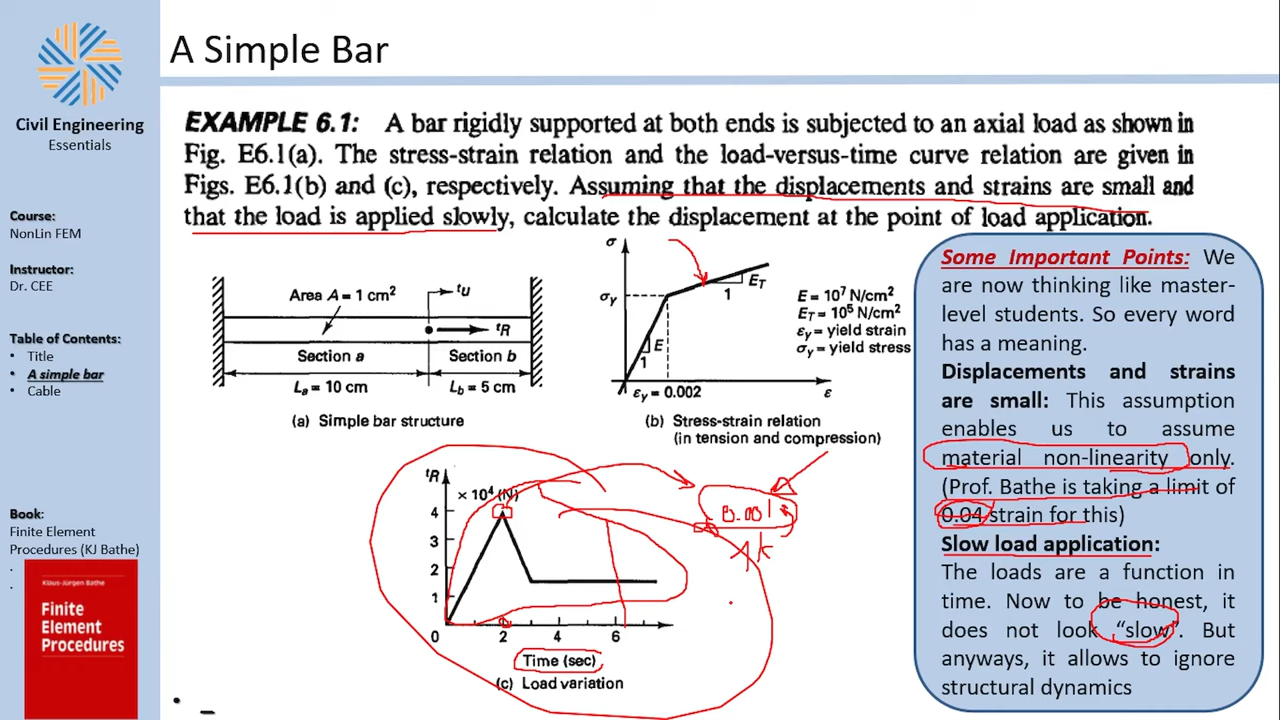 A Simple Bar
Civil Engineering
Essentials
Course:
NonLin FEM
Instructor:
Dr. CEE
Table of Contents:
• Title
• A simple bar
• Cable
Book:
Finite Element
Procedures (KJ Bathe)
.
.
Klaus-Jürgen Bathe
Finite
Element
Procedures
EXAMPLE 6.1: A bar rigidly supported at both ends is subjected to an axial load as shown in
Fig. E6.1(a). The stress-strain relation and the load-versus-time curve relation are given in
Figs. E6.1(b) and (c), respectively. Assuming that the displacements and strains are small and
that the load is applied slowly, calculate the displacement at the point of load application.
Area A = 1 cm²
ᵗu
ᵗR
Section a
Section b
Lₐ = 10 cm
L_b = 5 cm
(a) Simple bar structure
σ
σ_y
E_T
1
E
1
ε_y = 0.002
ε
E = 10⁷ N/cm²
E_T = 10⁵ N/cm²
ε_y = yield strain
σ_y = yield stress
(b) Stress-strain relation
(in tension and compression)
ᵗR
× 10⁴ (N)
4
3
2
1
0
2
4
6
Time (sec)
(c) Load variation
Some Important Points: We
are now thinking like master-
level students. So every word
has a meaning.
Displacements and strains
are small: This assumption
enables us to assume
material non-linearity only.
(Prof. Bathe is taking a limit of
0.04 strain for this)
Slow load application:
The loads are a function in
time. Now to be honest, it
does not look “slow”. But
anyways, it allows to ignore
structural dynamics